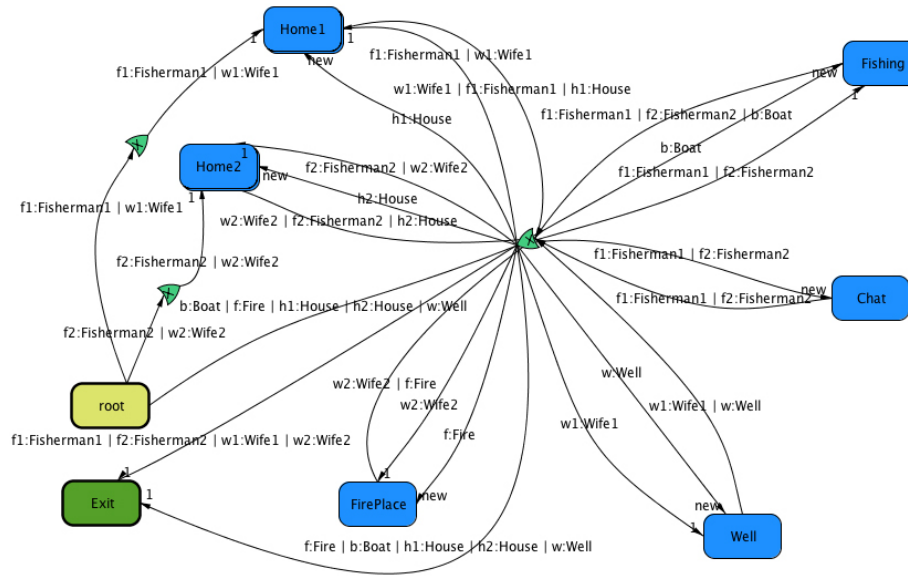 Home1
1
1
new
f1:Fisherman1 | w1:Wife1
f1:Fisherman1 | w1:Wife1
w1:Wife1 | f1:Fisherman1 | h1:House
h1:House
Fishing
new
1
f1:Fisherman1 | f2:Fisherman2 | b:Boat
b:Boat
f1:Fisherman1 | f2:Fisherman2
X
Home2
1
new
1
f2:Fisherman2 | w2:Wife2
h2:House
w2:Wife2 | f2:Fisherman2 | h2:House
f1:Fisherman1 | w1:Wife1
X
f2:Fisherman2 | w2:Wife2
f1:Fisherman1 | f2:Fisherman2
new
f1:Fisherman1 | f2:Fisherman2
Chat
X
b:Boat | f:Fire | h1:House | h2:House | w:Well
f2:Fisherman2 | w2:Wife2
root
w2:Wife2 | f:Fire
w2:Wife2
f:Fire
w:Well
w1:Wife1 | w:Well
w1:Wife1
f1:Fisherman1 | f2:Fisherman2 | w1:Wife1 | w2:Wife2
1
1
Exit
1
new
FirePlace
new
1
Well
f:Fire | b:Boat | h1:House | h2:House | w:Well